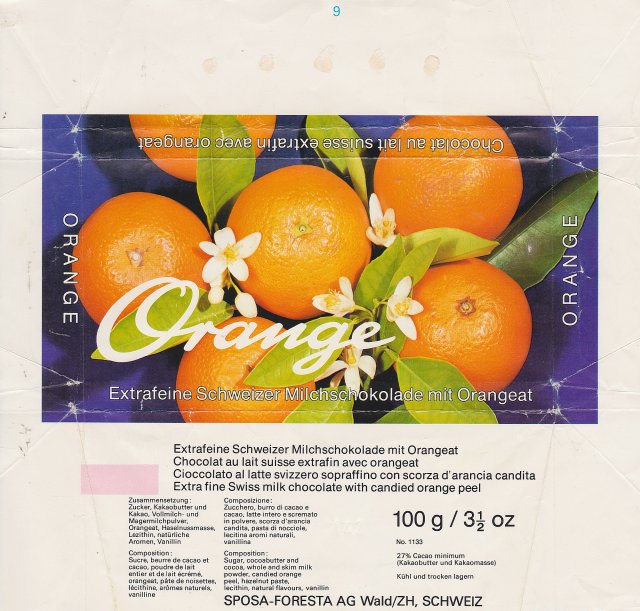 9
Chocolat au lait suisse extrafin avec orangeat
ORANGE
ORANGE
Orange
Extrafeine Schweizer Milchschokolade mit Orangeat
Extrafeine Schweizer Milchschokolade mit Orangeat
Chocolat au lait suisse extrafin avec orangeat
Cioccolato al latte svizzero sopraffino con scorza d'arancia candita
Extra fine Swiss milk chocolate with candied orange peel
Zusammensetzung:
Zucker, Kakaobutter und
Kakao, Vollmilch- und
Magermilchpulver,
Orangeat, Haselnussmasse,
Lezithin, natürliche
Aromen, Vanillin
Composizione:
Zucchero, burro di cacao e
cacao, latte intero e scremato
in polvere, scorza d'arancia
candita, pasta di nocciole,
lecitina aromi naturali,
vanillina
Composition:
Sucre, beurre de cacao et
cacao, poudre de lait
entier et de lait écrémé,
orangeat, pâte de noisettes,
lécithine, arômes naturels,
vanilline
Composition:
Sugar, cocoabutter and
cocoa, whole and skim milk
powder, candied orange
peel, hazelnut paste,
lecithin, natural flavours, vanillin
100 g / 3½ oz
No. 1133
27% Cacao minimum
(Kakaobutter und Kakaomasse)
Kühl und trocken lagern
SPOSA-FORESTA AG Wald/ZH, SCHWEIZ